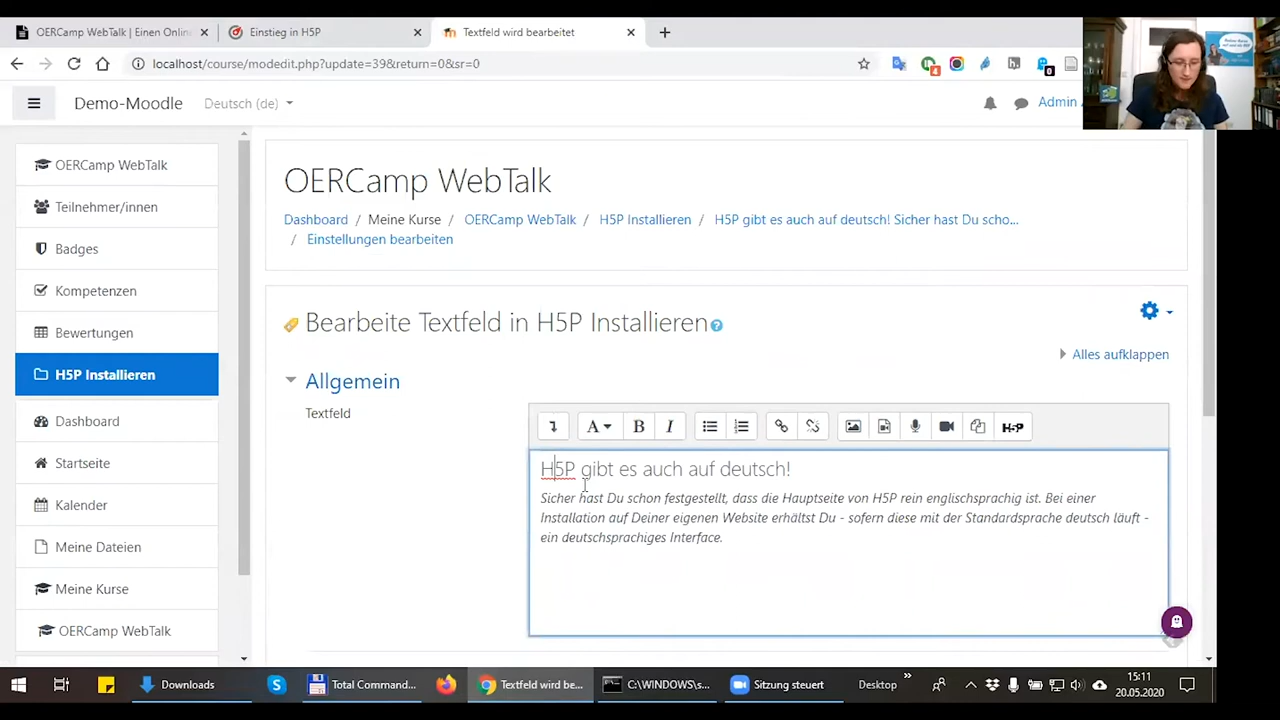 OERCamp WebTalk | Einen Onlin
Einstieg in H5P
Textfeld wird bearbeitet
localhost/course/modedit.php?update=39&return=0&sr=0
4
0
Demo-Moodle
Deutsch (de)
Admin
OERCamp WebTalk
Teilnehmer/innen
Badges
Kompetenzen
Bewertungen
H5P Installieren
Dashboard
Startseite
Kalender
Meine Dateien
Meine Kurse
OERCamp WebTalk
OERCamp WebTalk
Dashboard / Meine Kurse / OERCamp WebTalk / H5P Installieren / H5P gibt es auch auf deutsch! Sicher hast Du scho...
/ Einstellungen bearbeiten
Bearbeite Textfeld in H5P Installieren
Alles aufklappen
Allgemein
Textfeld
A B I H-P
H5P gibt es auch auf deutsch!
Sicher hast Du schon festgestellt, dass die Hauptseite von H5P rein englischsprachig ist. Bei einer
Installation auf Deiner eigenen Website erhältst Du - sofern diese mit der Standardsprache deutsch läuft -
ein deutschsprachiges Interface.
Downloads
Total Command...
Textfeld wird be...
C:\WINDOWS\s...
Sitzung steuert
Desktop
15:11
20.05.2020